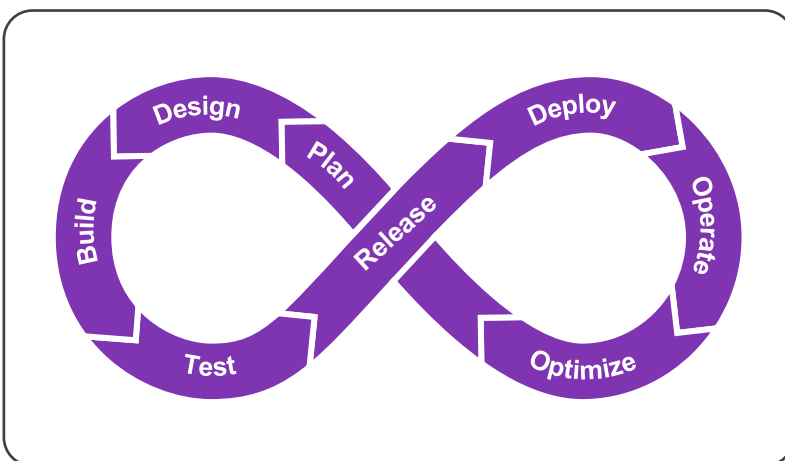 Plan
Design
Build
Test
Release
Deploy
Operate
Optimize